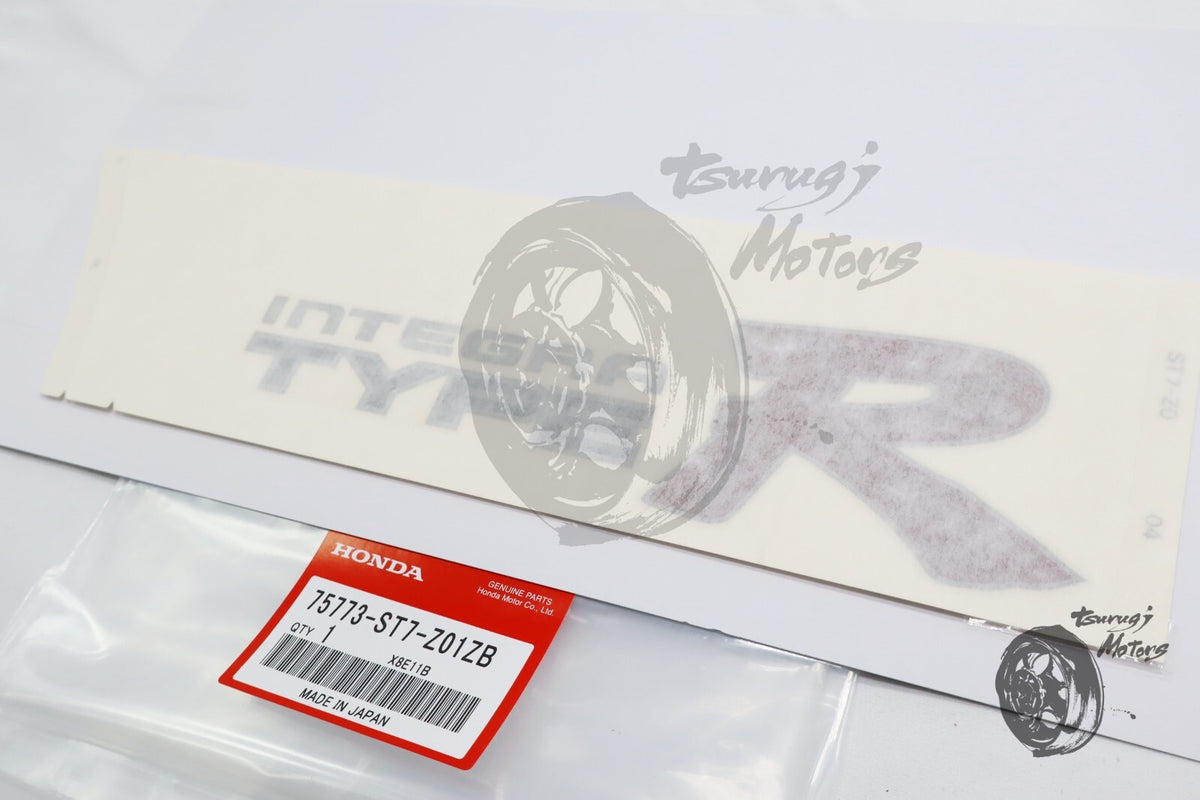 tsurugi
Motors
INTEGRA
TYPE R
ST7-Z0
04
HONDA
GENUINE PARTS
Honda Motor Co., Ltd.
75773-ST7-Z01ZB
QTY 1
X8E11B
MADE IN JAPAN
tsurugi
Motors